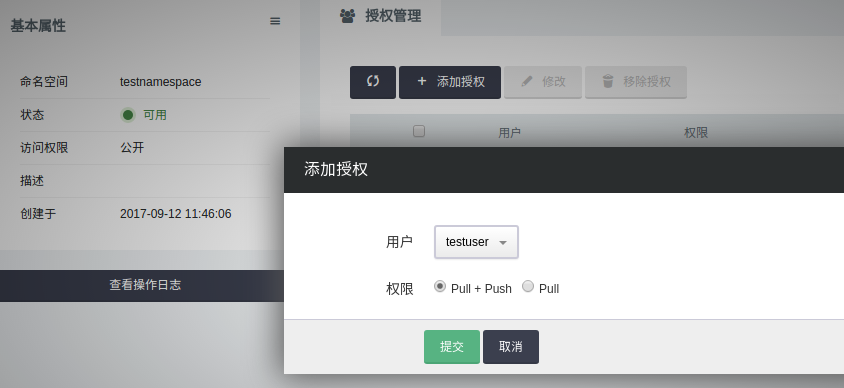 基本属性
授权管理
命名空间 testnamespace
状态 可用
访问权限 公开
描述
创建于 2017-09-12 11:46:06
查看操作日志
添加授权 修改 移除授权
用户 权限
添加授权
用户 testuser
权限 Pull + Push Pull
提交 取消